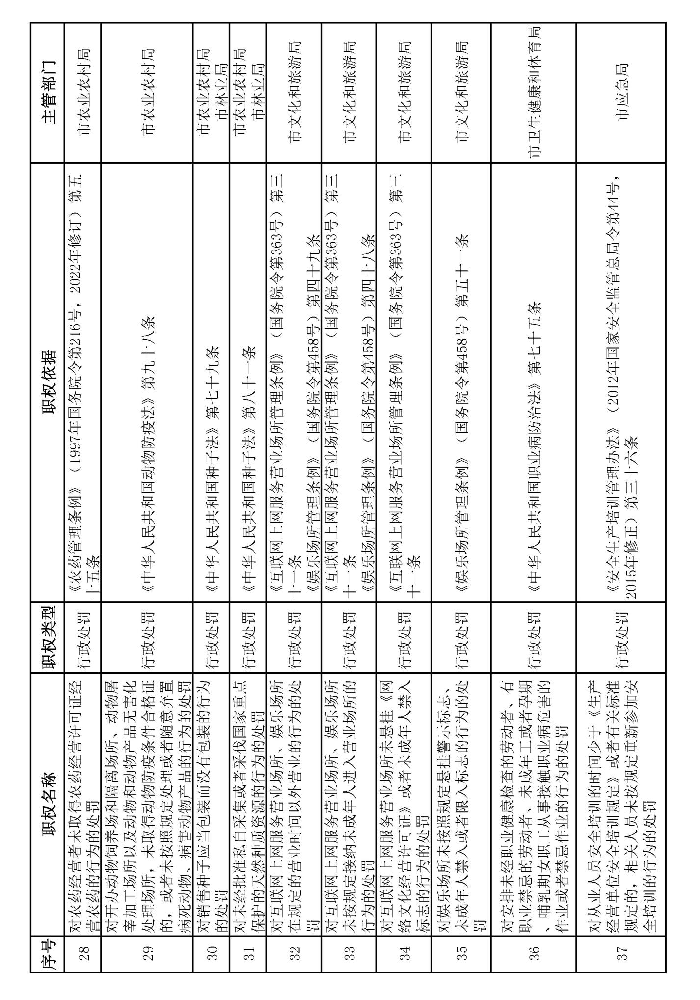 序号 职权名称 职权类型 职权依据 主管部门
28
对农药经营者未取得农药经营许可证经
营农药的行为的处罚
行政处罚
《农药管理条例》（1997年国务院令第216号，2022年修订）第五
十五条
市农业农村局
29
对开办动物饲养场和隔离场所、动物屠
宰加工场所以及动物和动物产品无害化
处理场所，未取得动物防疫条件合格证
的，或者未按照规定处理或者随意弃置
病死动物、病害动物产品的行为的处罚
行政处罚
《中华人民共和国动物防疫法》第九十八条
市农业农村局
30
对销售种子应当包装而没有包装的行为
的处罚
行政处罚
《中华人民共和国种子法》第七十九条
市农业农村局
市林业局
31
对未经批准私自采集或者采伐国家重点
保护的天然种质资源的行为的处罚
行政处罚
《中华人民共和国种子法》第八十一条
市农业农村局
市林业局
32
对互联网上网服务营业场所、娱乐场所
在规定的营业时间以外营业的行为的处
罚
行政处罚
《互联网上网服务营业场所管理条例》（国务院令第363号）第三
十一条
《娱乐场所管理条例》（国务院令第458号）第四十九条
市文化和旅游局
33
对互联网上网服务营业场所、娱乐场所
未按规定接纳未成年人进入营业场所的
行为的处罚
行政处罚
《互联网上网服务营业场所管理条例》（国务院令第363号）第三
十一条
《娱乐场所管理条例》（国务院令第458号）第四十八条
市文化和旅游局
34
对互联网上网服务营业场所未悬挂《网
络文化经营许可证》或者未成年人禁入
标志的行为的处罚
行政处罚
《互联网上网服务营业场所管理条例》（国务院令第363号）第三
十一条
市文化和旅游局
35
对娱乐场所未按照规定悬挂警示标志、
未成年人禁入或者限入标志的行为的处
罚
行政处罚
《娱乐场所管理条例》（国务院令第458号）第五十一条
市文化和旅游局
36
对安排未经职业健康检查的劳动者、有
职业禁忌的劳动者、未成年工或者孕期
、哺乳期女职工从事接触职业病危害的
作业或者禁忌作业的行为的处罚
行政处罚
《中华人民共和国职业病防治法》第七十五条
市卫生健康和体育局
37
对从业人员安全培训的时间少于《生产
经营单位安全培训规定》或者有关标准
规定的，相关人员未按规定重新参加安
全培训的行为的处罚
行政处罚
《安全生产培训管理办法》（2012年国家安全监管总局令第44号，
2015年修正）第三十六条
市应急局